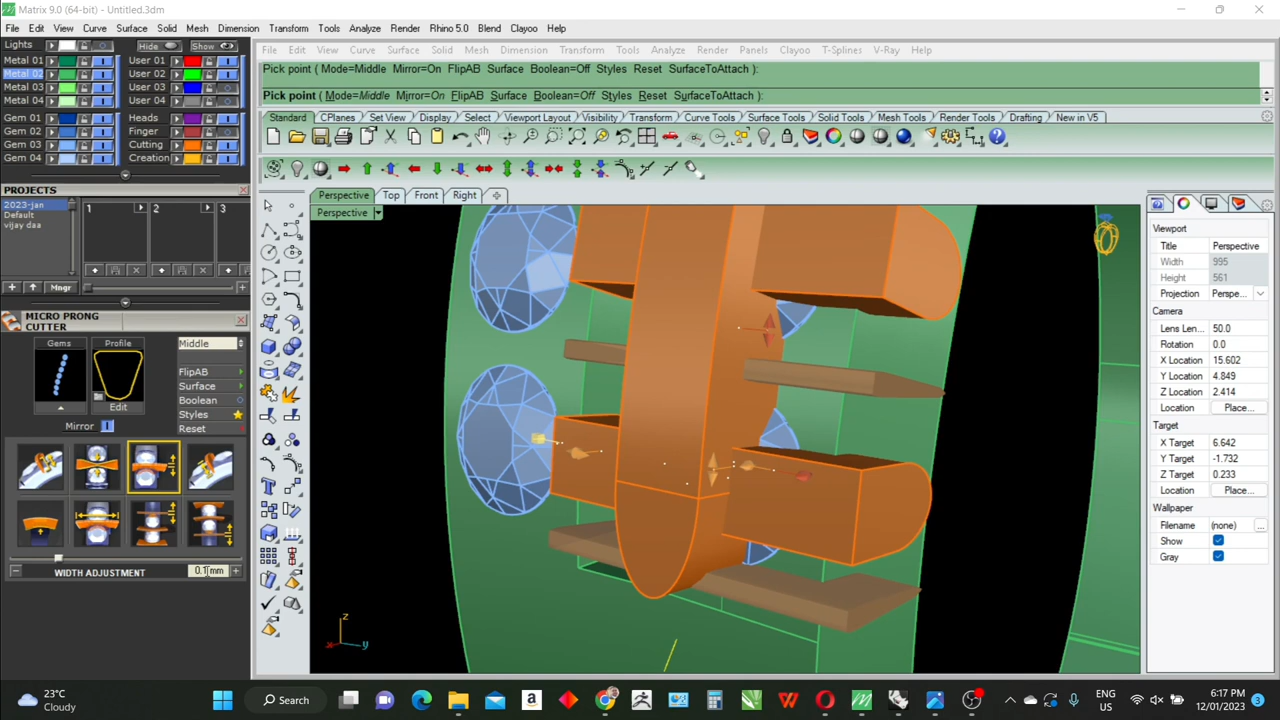 Matrix 9.0 (64-bit) - Untitled.3dm
File Edit View Curve Surface Solid Mesh Dimension Transform Tools Analyze Render Rhino 5.0 Blend Clayoo Help
Lights Hide Show
Metal 01 User 01
Metal 02 User 02
Metal 03 User 03
Metal 04 User 04
Gem 01 Heads
Gem 02 Finger
Gem 03 Cutting
Gem 04 Creation
PROJECTS
2023-jan
Default
vijay daa
1 2 3
Mngr
MICRO PRONG CUTTER
Gems Profile Middle
FlipAB
Surface
Boolean
Styles
Reset
Edit
Mirror
WIDTH ADJUSTMENT 0.1mm
File Edit View Curve Surface Solid Mesh Dimension Transform Tools Analyze Render Panels Clayoo T-Splines V-Ray Help
Pick point ( Mode=Middle Mirror=On FlipAB Surface Boolean=Off Styles Reset SurfaceToAttach ):
Pick point ( Mode=Middle Mirror=On FlipAB Surface Boolean=Off Styles Reset SurfaceToAttach ):
Standard CPlanes Set View Display Select Viewport Layout Visibility Transform Curve Tools Surface Tools Solid Tools Mesh Tools Render Tools Drafting New in V5
Perspective Top Front Right
Perspective
z
x y
Viewport
Title Perspective
Width 995
Height 561
Projection Perspe...
Camera
Lens Len... 50.0
Rotation 0.0
X Location 15.602
Y Location 4.849
Z Location 2.414
Location Place...
Target
X Target 6.642
Y Target -1.732
Z Target 0.233
Location Place...
Wallpaper
Filename (none) ...
Show
Gray
23°C
Cloudy
Search
ENG
US
6:17 PM
12/01/2023